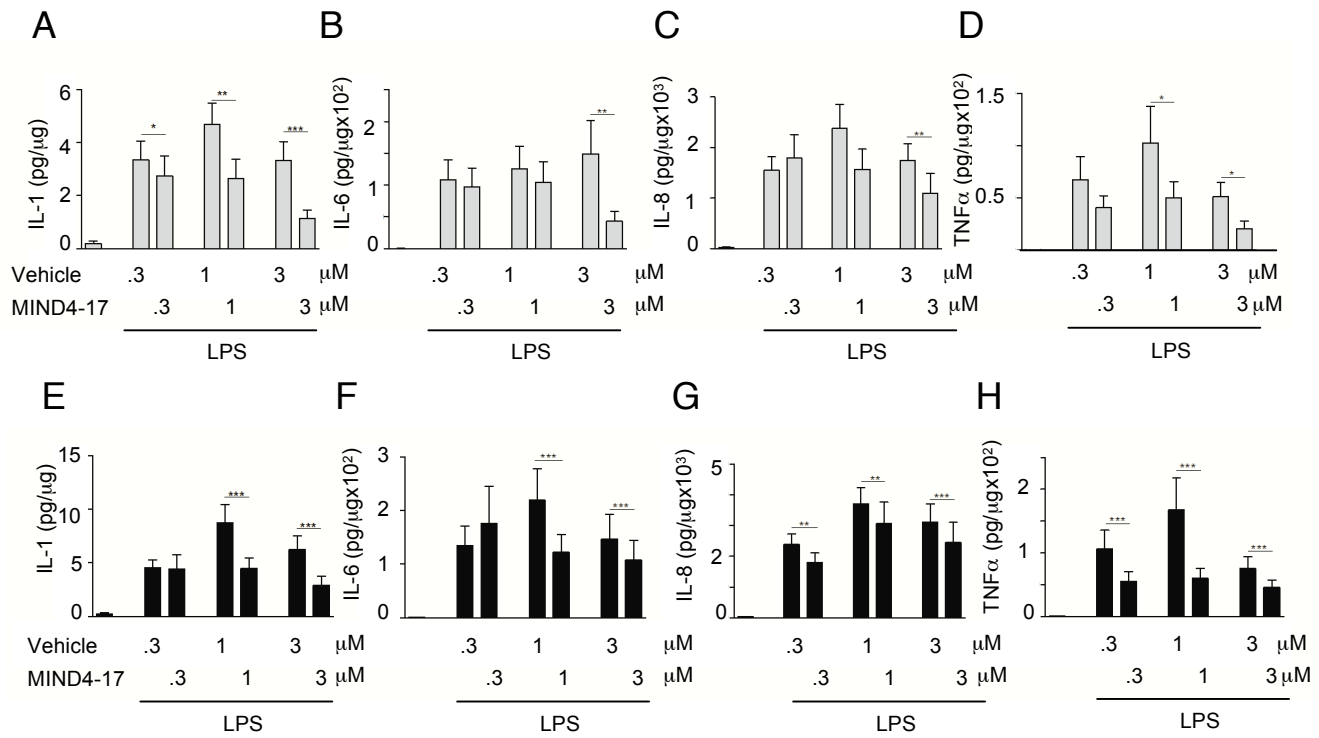 A
B
C
D
IL-1 (pg/μg)
6
4
2
0
*
**
***
IL-6 (pg/μgx10²)
2
1
0
**
IL-8 (pg/μgx10³)
3
2
1
0
**
TNFα (pg/μgx10²)
1.5
0.5
*
*
Vehicle .3 1 3 μM .3 1 3 μM .3 1 3 μM .3 1 3 μM
MIND4-17 .3 1 3 μM .3 1 3 μM .3 1 3 μM .3 1 3 μM
LPS LPS LPS LPS
E
F
G
H
IL-1 (pg/μg)
15
10
5
0
***
***
IL-6 (pg/μgx10²)
3
2
1
0
***
***
IL-8 (pg/μgx10³)
5
2
0
**
**
***
TNFα (pg/μgx10²)
2
1
0
***
***
***
Vehicle .3 1 3 μM .3 1 3 μM .3 1 3 μM .3 1 3 μM
MIND4-17 .3 1 3 μM .3 1 3 μM .3 1 3 μM .3 1 3 μM
LPS LPS LPS LPS